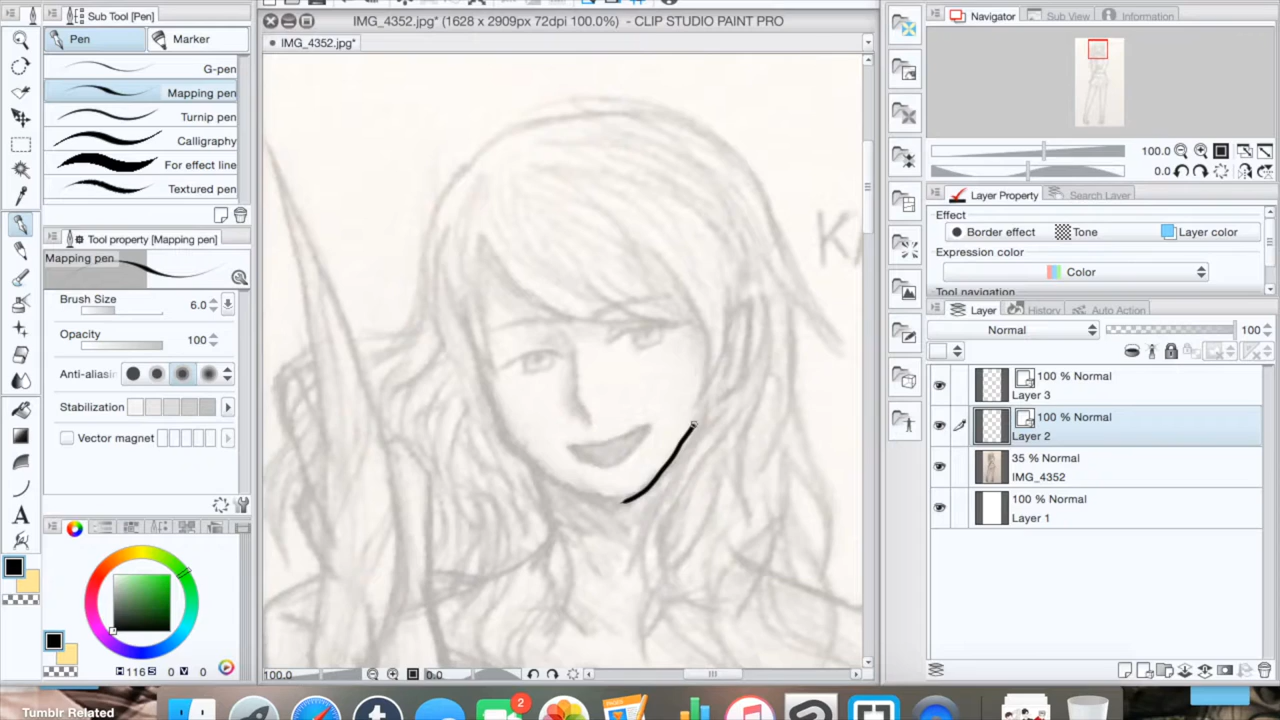 Sub Tool [Pen]
Pen
Marker
G-pen
Mapping pen
Turnip pen
Calligraphy
For effect line
Textured pen
Tool property [Mapping pen]
Mapping pen
Brush Size 6.0
Opacity 100
Anti-aliasin
Stabilization
Vector magnet
H 116 S 0 V 0
Tumblr Related
IMG_4352.jpg* (1628 x 2909px 72dpi 100.0%) - CLIP STUDIO PAINT PRO
IMG_4352.jpg*
K
100.0
0.0
2
Navigator
Sub View
Information
100.0
0.0
Layer Property
Search Layer
Effect
Border effect
Tone
Layer color
Expression color
Color
Tool navigation
Layer
History
Auto Action
Normal
100
100 % Normal
Layer 3
100 % Normal
Layer 2
35 % Normal
IMG_4352
100 % Normal
Layer 1